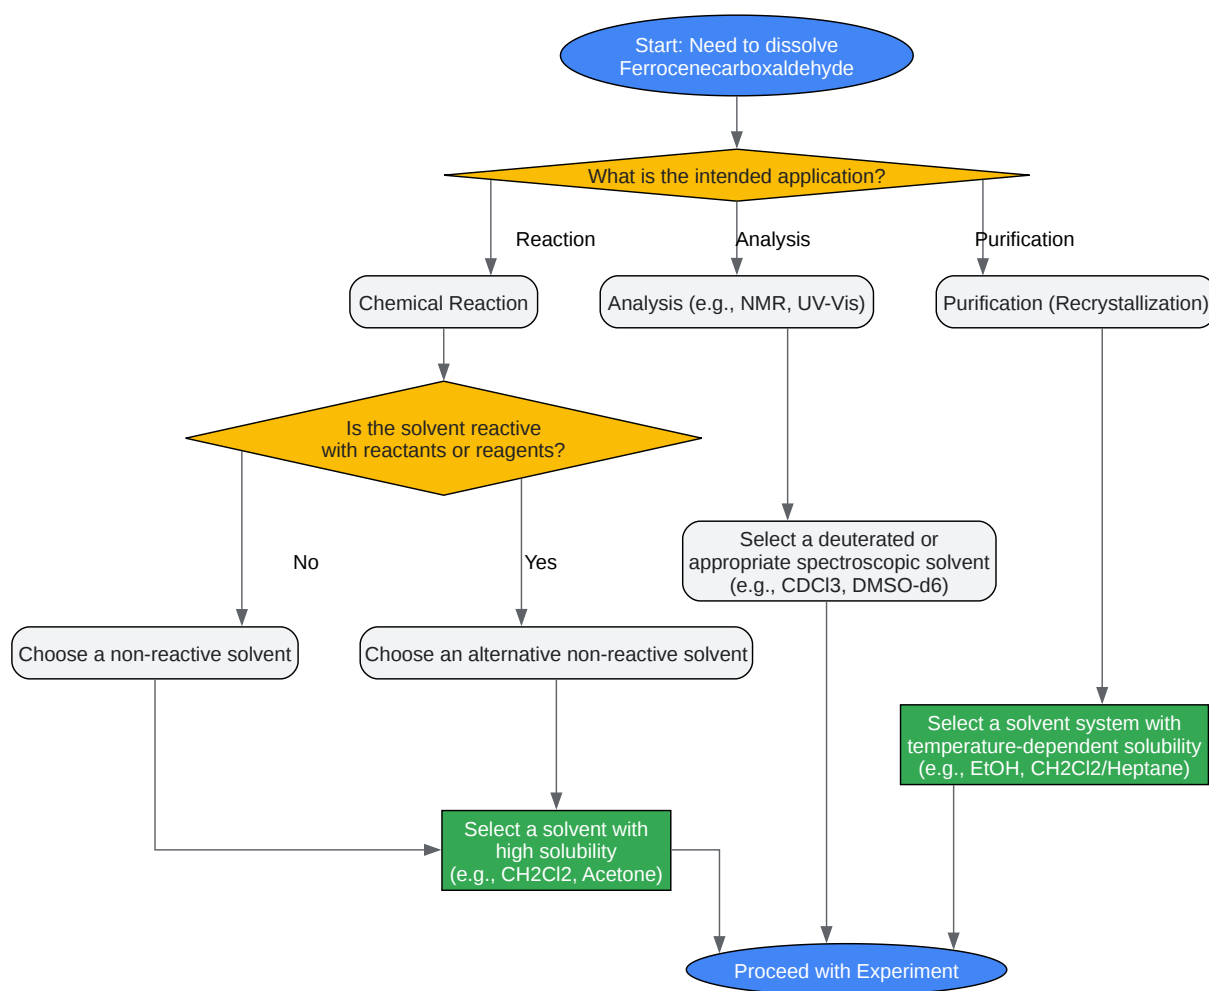 Start: Need to dissolve
Ferrocenecarboxaldehyde
What is the intended application?
Reaction
Analysis
Purification
Chemical Reaction
Analysis (e.g., NMR, UV-Vis)
Purification (Recrystallization)
Is the solvent reactive
with reactants or reagents?
No
Yes
Select a deuterated or
appropriate spectroscopic solvent
(e.g., CDCl3, DMSO-d6)
Choose a non-reactive solvent
Choose an alternative non-reactive solvent
Select a solvent system with
temperature-dependent solubility
(e.g., EtOH, CH2Cl2/Heptane)
Select a solvent with
high solubility
(e.g., CH2Cl2, Acetone)
Proceed with Experiment